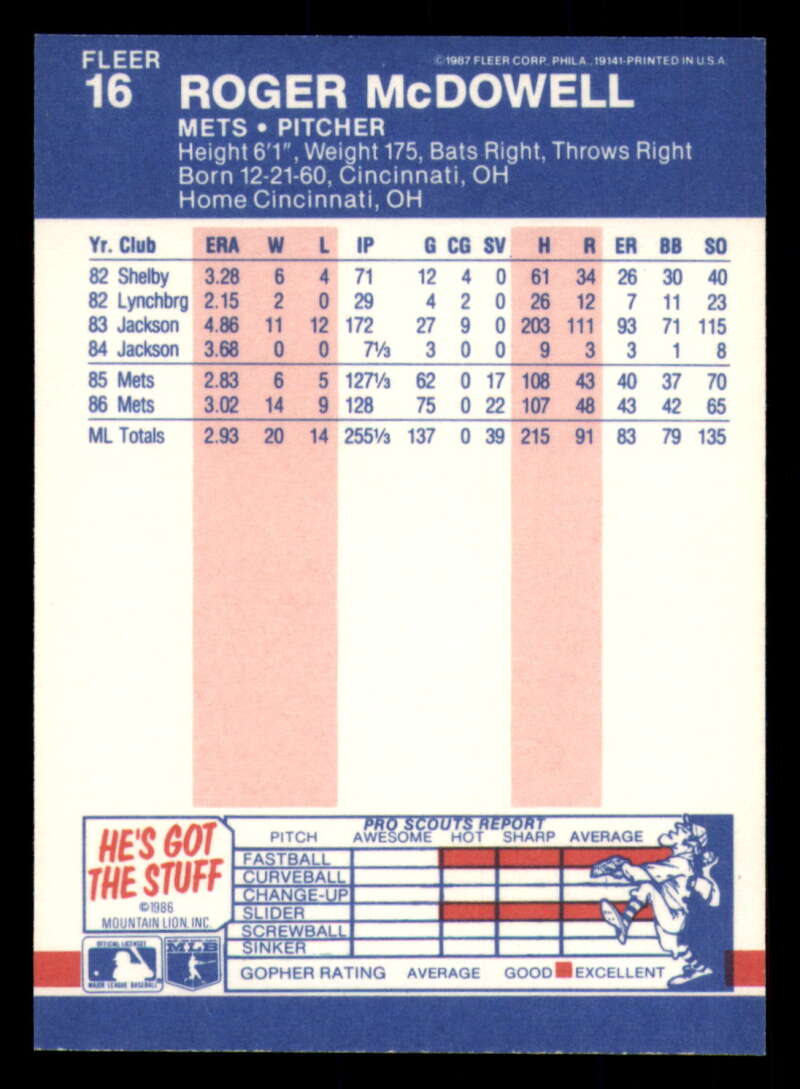 FLEER
©1987 FLEER CORP., PHILA., 19141-PRINTED IN U.S.A.
16 ROGER McDOWELL
METS • PITCHER
Height 6'1", Weight 175, Bats Right, Throws Right
Born 12-21-60, Cincinnati, OH
Home Cincinnati, OH
Yr. Club ERA W L IP G CG SV H R ER BB SO
82 Shelby 3.28 6 4 71 12 4 0 61 34 26 30 40
82 Lynchbrg 2.15 2 0 29 4 2 0 26 12 7 11 23
83 Jackson 4.86 11 12 172 27 9 0 203 111 93 71 115
84 Jackson 3.68 0 0 7⅓ 3 0 0 9 3 3 1 8
85 Mets 2.83 6 5 127⅓ 62 0 17 108 43 40 37 70
86 Mets 3.02 14 9 128 75 0 22 107 48 43 42 65
ML Totals 2.93 20 14 255⅓ 137 0 39 215 91 83 79 135
HE'S GOT
THE STUFF
©1986
MOUNTAIN LION, INC.
OFFICIAL LICENSEE
MAJOR LEAGUE BASEBALL
MLB
PRO SCOUTS REPORT
PITCH AWESOME HOT SHARP AVERAGE
FASTBALL
CURVEBALL
CHANGE-UP
SLIDER
SCREWBALL
SINKER
GOPHER RATING AVERAGE GOOD EXCELLENT